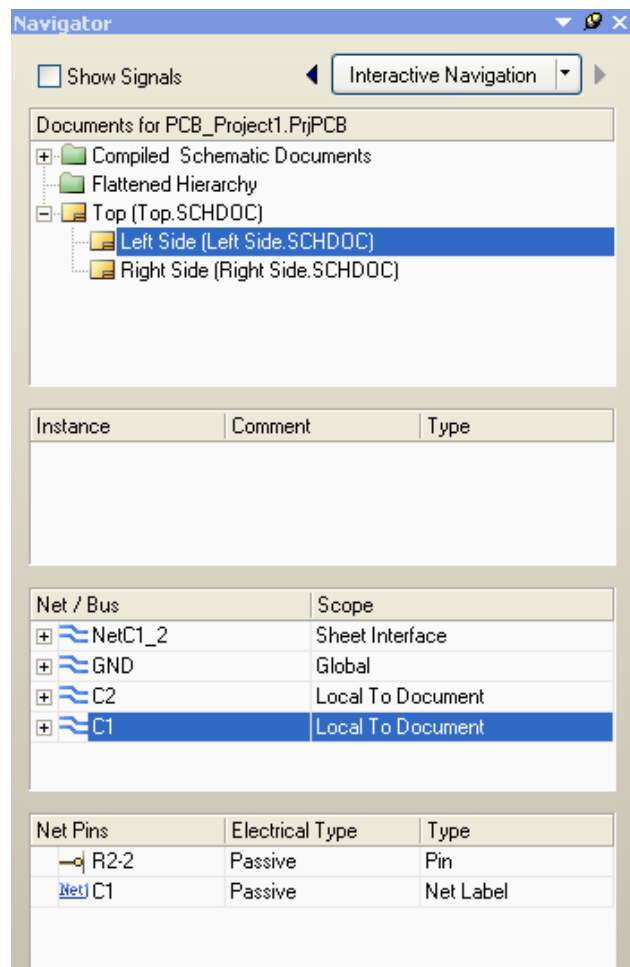 Navigator
Show Signals Interactive Navigation
Documents for PCB_Project1.PrjPCB
Compiled Schematic Documents
Flattened Hierarchy
Top (Top.SCHDOC)
Left Side (Left Side.SCHDOC)
Right Side (Right Side.SCHDOC)
Instance Comment Type
Net / Bus Scope
NetC1_2 Sheet Interface
GND Global
C2 Local To Document
C1 Local To Document
Net Pins Electrical Type Type
R2-2 Passive Pin
Net1 C1 Passive Net Label